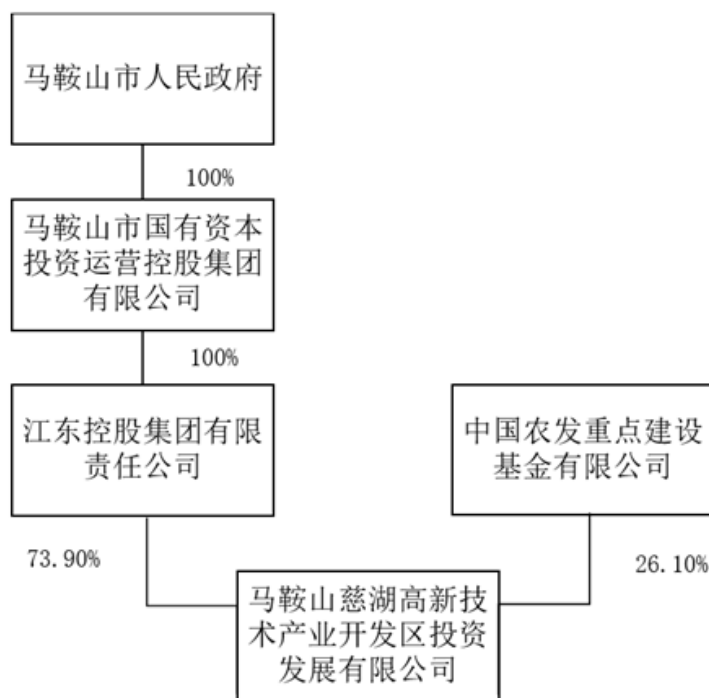 马鞍山市人民政府
100%
马鞍山市国有资本
投资运营控股集团
有限公司
100%
江东控股集团有限
责任公司
中国农发重点建设
基金有限公司
73.90%
26.10%
马鞍山慈湖高新技
术产业开发区投资
发展有限公司